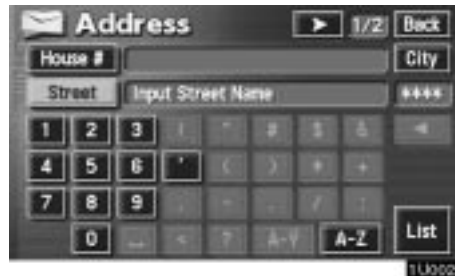 Address 1/2 Back
House # City
Street Input Street Name ****
1 2 3 ! " # $ &
4 5 6 ' ( ) * +
7 8 9 , - . / :
0 < ? A-Y A-Z List
1U002